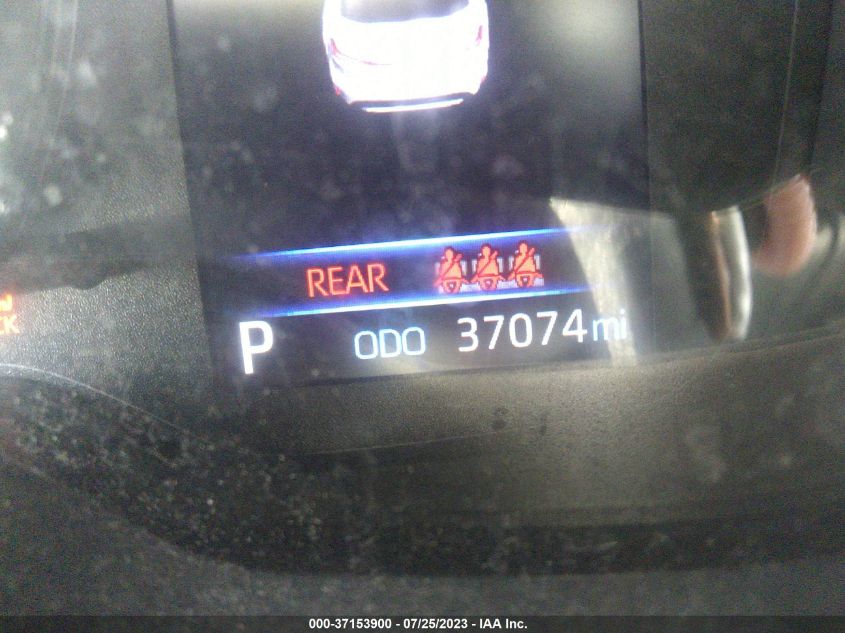 REAR
P ODO 37074 mi
000-37153900 - 07/25/2023 - IAA Inc.